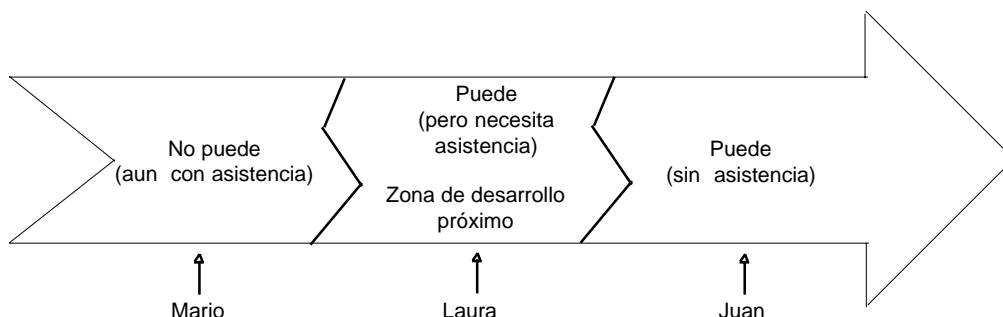 No puede
(aun con asistencia)
Puede
(pero necesita
asistencia)
Zona de desarrollo
próximo
Puede
(sin asistencia)
Mario
Laura
Juan